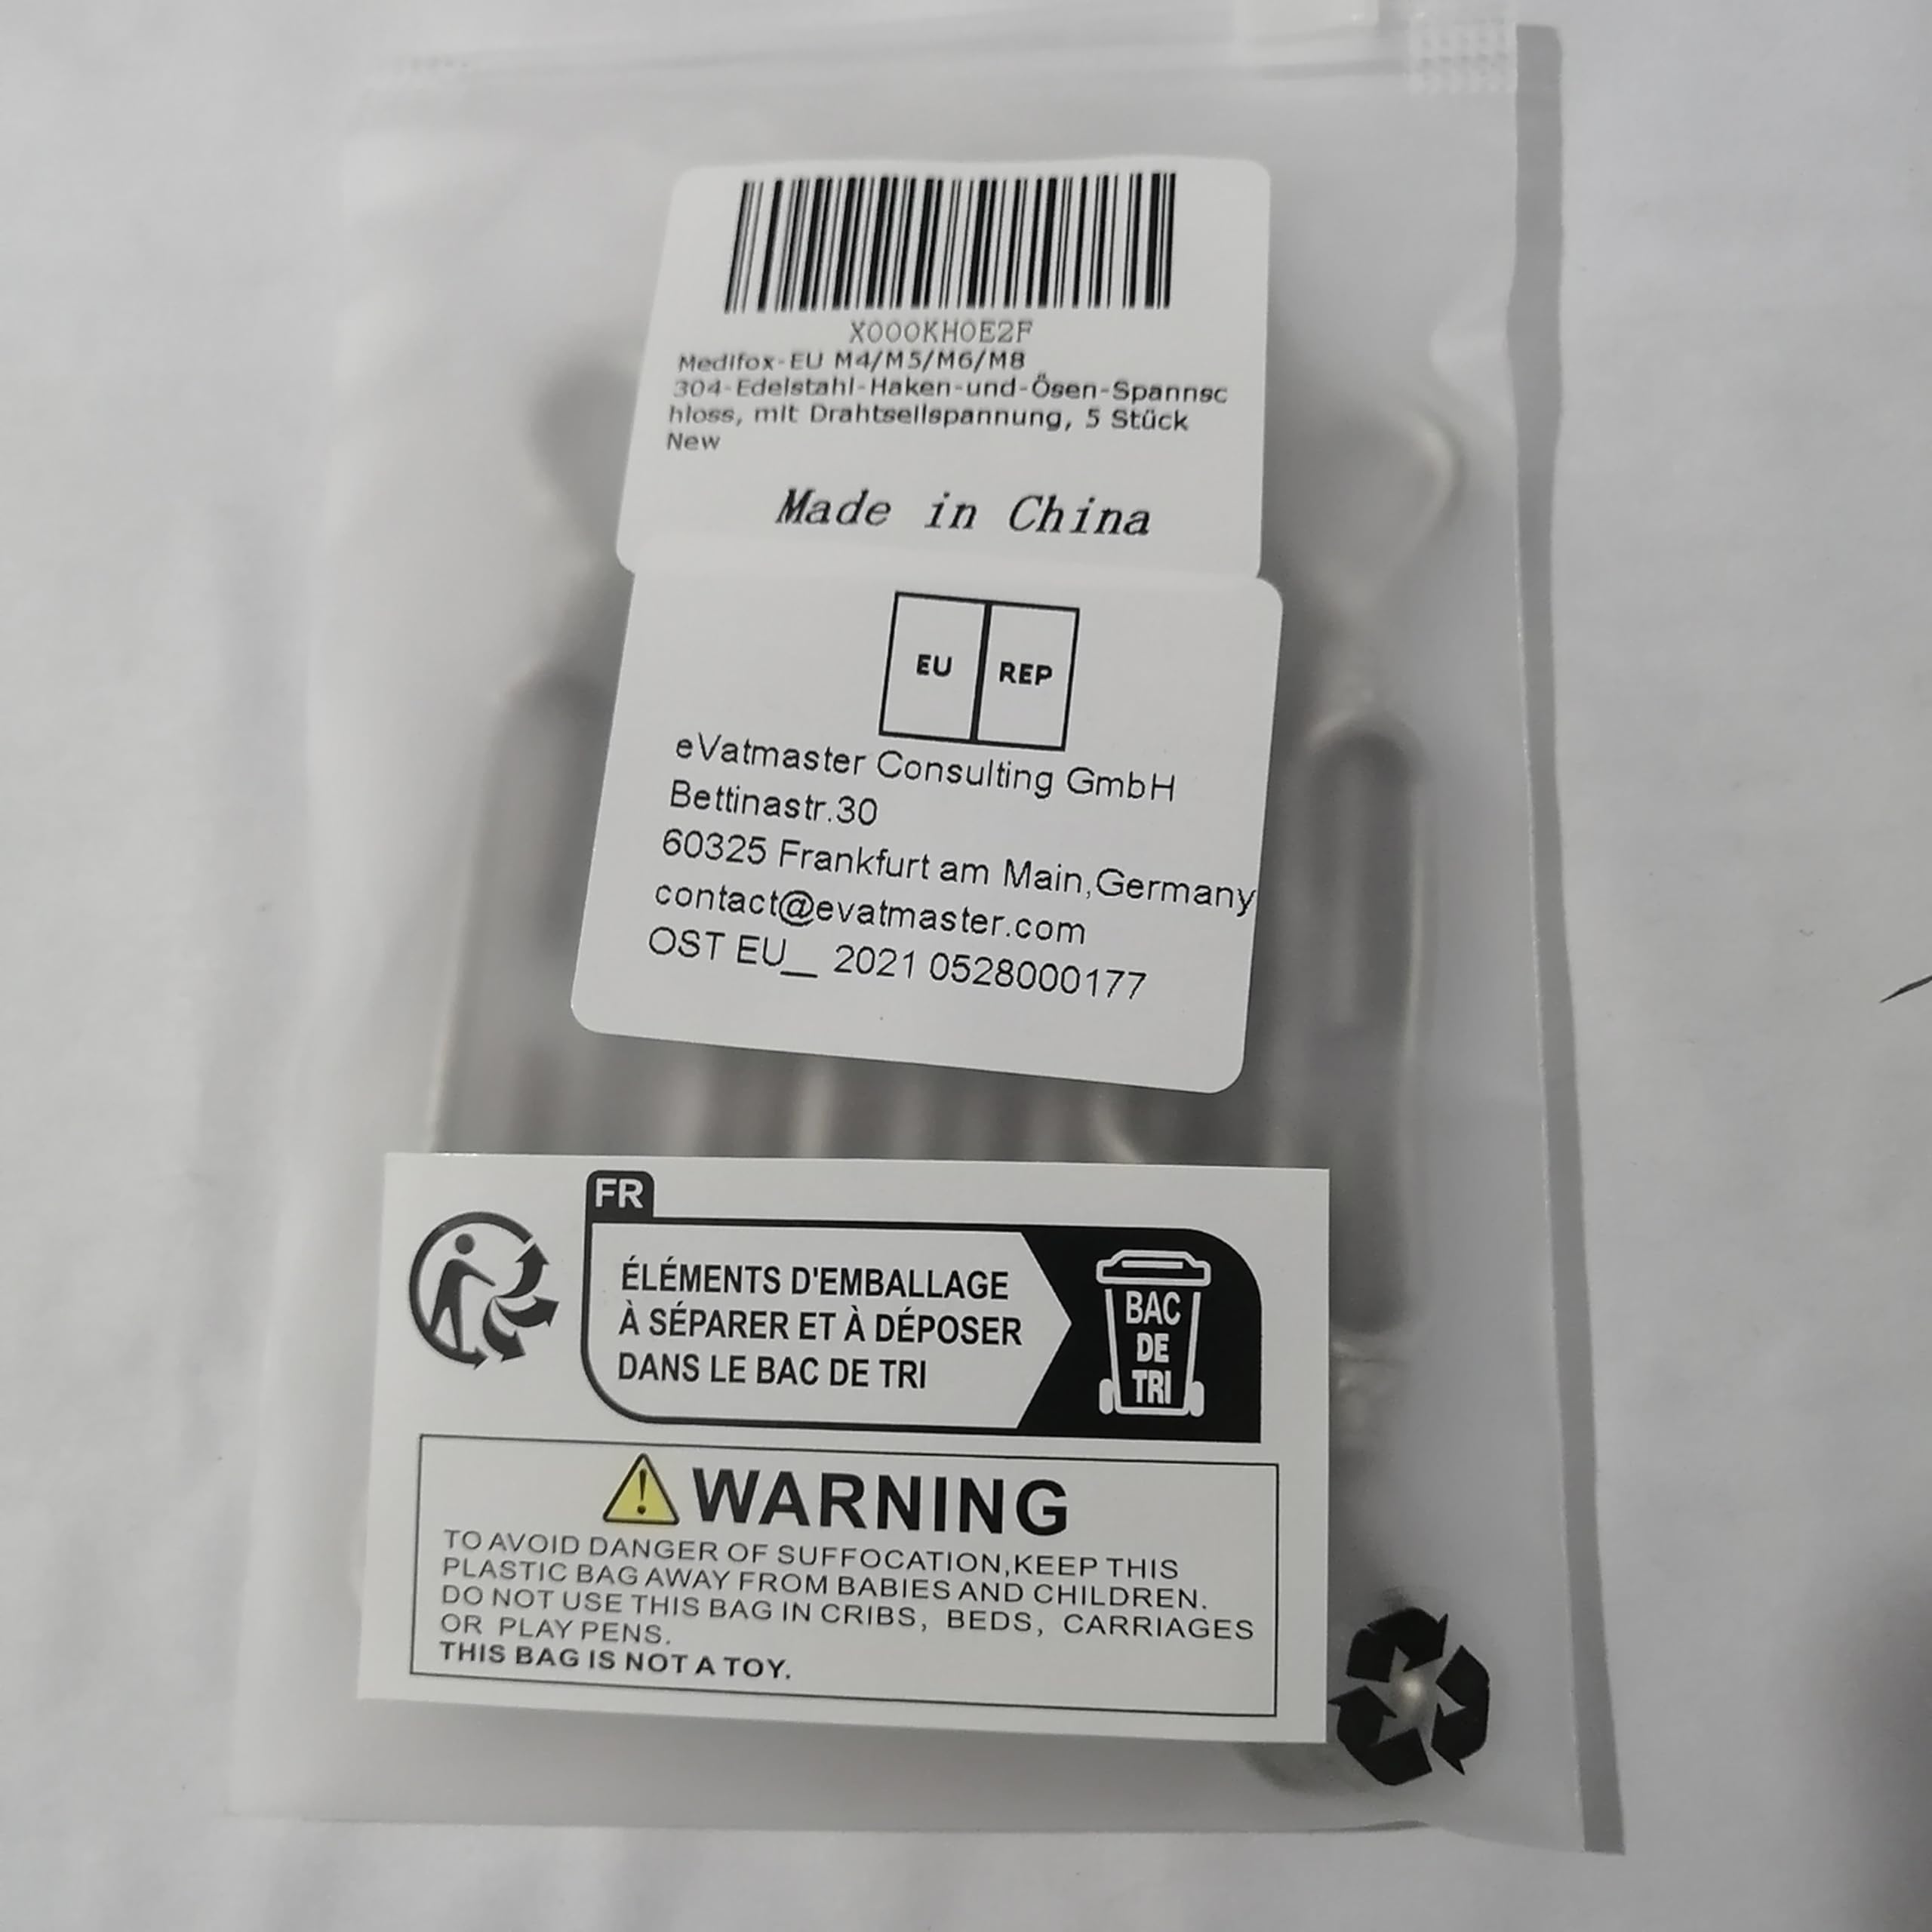 X000KH0E2F
Medifox-EU M4/M5/M6/M8
304-Edelstahl-Haken-und-Ösen-Spannsc
hloss, mit Drahtseilspannung, 5 Stück
New
Made in China
EU REP
eVatmaster Consulting GmbH
Bettinastr.30
60325 Frankfurt am Main,Germany
contact@evatmaster.com
OST EU__ 2021 0528000177
FR
ÉLÉMENTS D'EMBALLAGE
À SÉPARER ET À DÉPOSER
DANS LE BAC DE TRI
BAC
DE
TRI
WARNING
TO AVOID DANGER OF SUFFOCATION,KEEP THIS
PLASTIC BAG AWAY FROM BABIES AND CHILDREN.
DO NOT USE THIS BAG IN CRIBS, BEDS, CARRIAGES
OR PLAY PENS.
THIS BAG IS NOT A TOY.